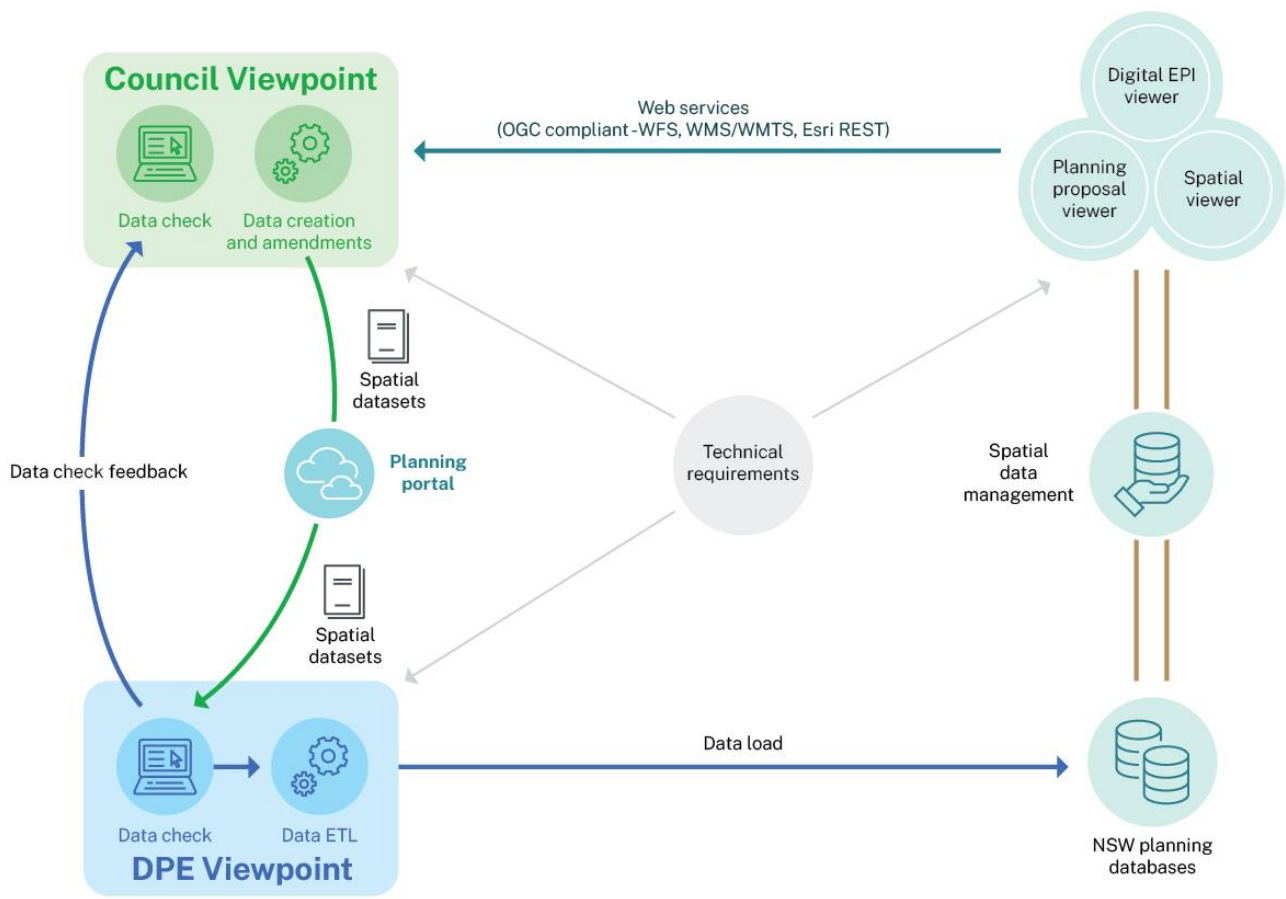 Council Viewpoint
Data check
Data creation
and amendments
Web services
(OGC compliant-WFS, WMS/WMTS, Esri REST)
Digital EPI
viewer
Planning
proposal
viewer
Spatial
viewer
Spatial
datasets
Data check feedback
Planning
portal
Technical
requirements
Spatial
data
management
Spatial
datasets
Data check
Data ETL
DPE Viewpoint
Data load
NSW planning
databases